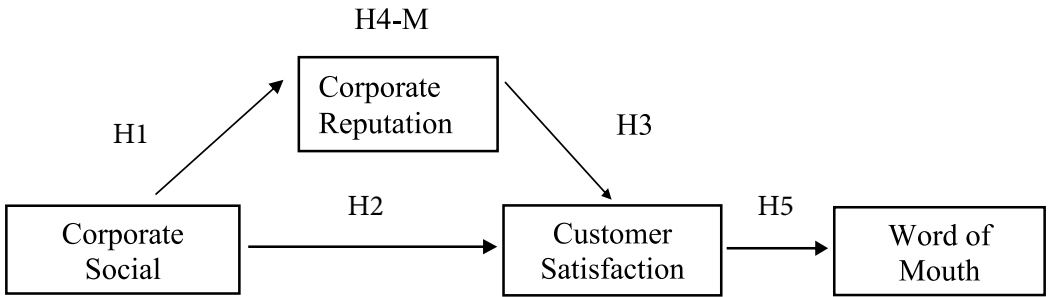 H4-M
Corporate
Reputation
H1
H3
H2
H5
Corporate
Social
Customer
Satisfaction
Word of
Mouth